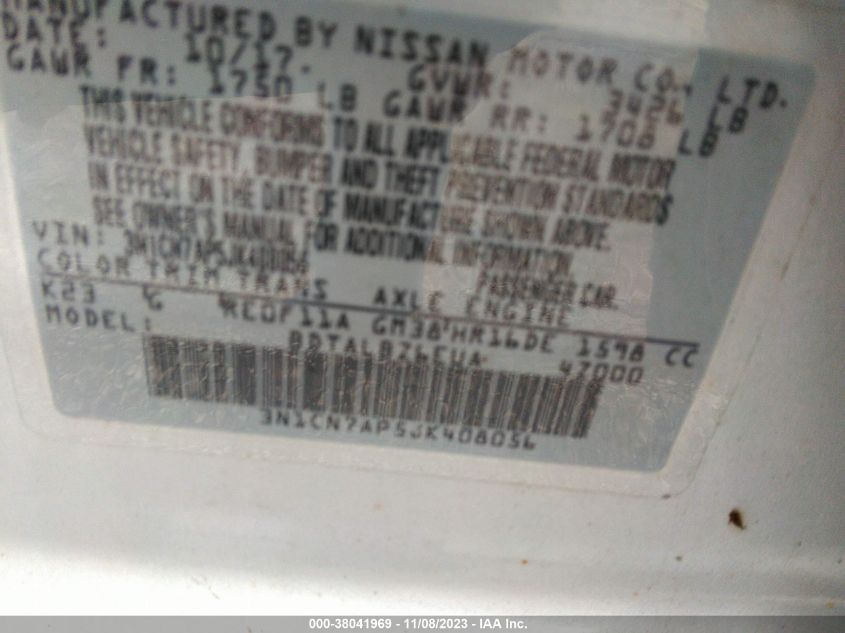 MANUFACTURED BY NISSAN MOTOR CO., LTD.
DATE: 10/17. GVWR: 3426 LB
GAWR FR: 1750 LB GAWR RR: 1708 LB
THIS VEHICLE CONFORMS TO ALL APPLICABLE FEDERAL MOTOR
VEHICLE SAFETY, BUMPER AND THEFT PREVENTION STANDARDS
IN EFFECT ON THE DATE OF MANUFACTURE SHOWN ABOVE.
SEE OWNER'S MANUAL FOR ADDITIONAL INFORMATION.
VIN: 3N1CN7AP5JK408056 PASSENGER CAR
COLOR TRIM TRANS AXLE ENGINE
K23 G RE0F11A GM38 HR16DE 1598 CC
MODEL: BDTALBZ6EUA 47000
3N1CN7AP5JK408056
000-38041969 - 11/08/2023 - IAA Inc.